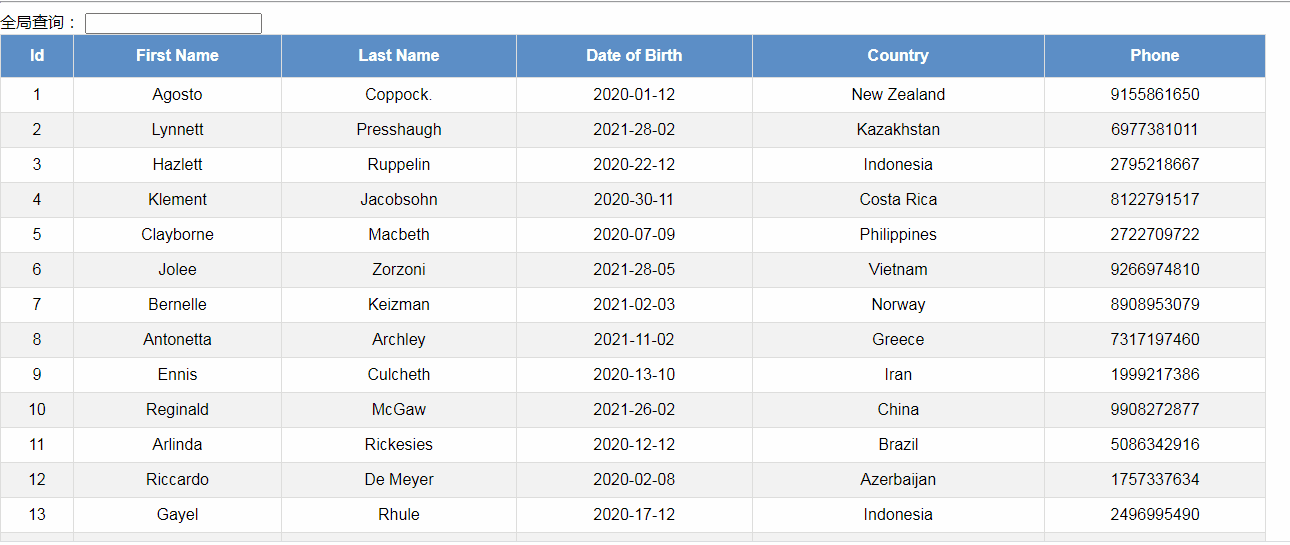 全局查询：
Id First Name Last Name Date of Birth Country Phone
1 Agosto Coppock. 2020-01-12 New Zealand 9155861650
2 Lynnett Presshaugh 2021-28-02 Kazakhstan 6977381011
3 Hazlett Ruppelin 2020-22-12 Indonesia 2795218667
4 Klement Jacobsohn 2020-30-11 Costa Rica 8122791517
5 Clayborne Macbeth 2020-07-09 Philippines 2722709722
6 Jolee Zorzoni 2021-28-05 Vietnam 9266974810
7 Bernelle Keizman 2021-02-03 Norway 8908953079
8 Antonetta Archley 2021-11-02 Greece 7317197460
9 Ennis Culcheth 2020-13-10 Iran 1999217386
10 Reginald McGaw 2021-26-02 China 9908272877
11 Arlinda Rickesies 2020-12-12 Brazil 5086342916
12 Riccardo De Meyer 2020-02-08 Azerbaijan 1757337634
13 Gayel Rhule 2020-17-12 Indonesia 2496995490